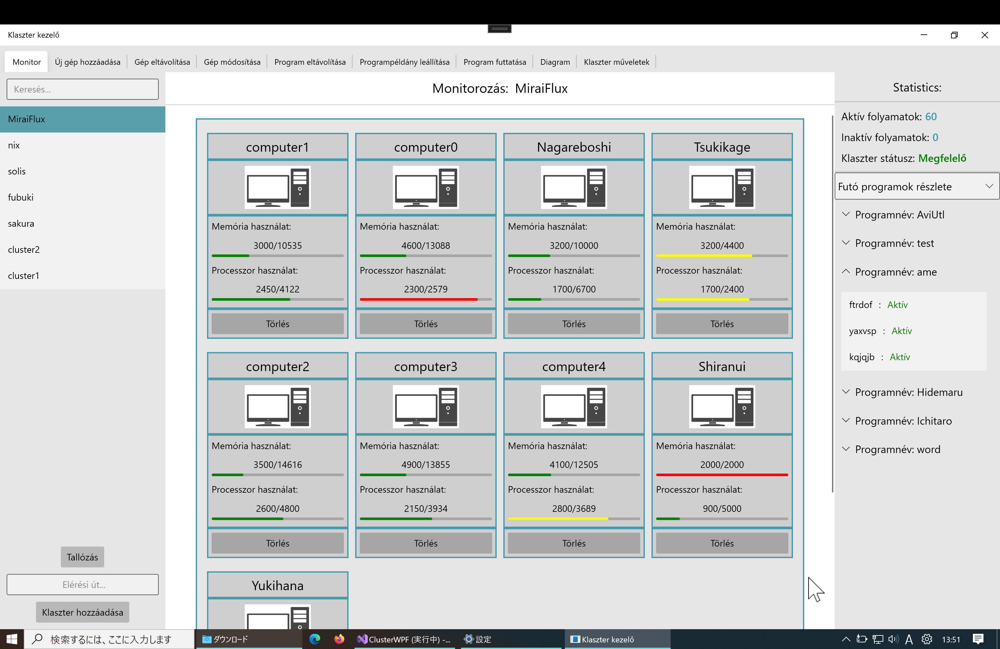 Klaszter kezelő
Monitor
Új gép hozzáadása
Gép eltávolítása
Gép módosítása
Program eltávolítása
Programpéldány leállítása
Program futtatása
Diagram
Klaszter műveletek
Keresés...
MiraiFlux
nix
solis
fubuki
sakura
cluster2
cluster1
Tallózás
Elérési út...
Klaszter hozzáadása
Monitorozás: MiraiFlux
computer1
Memória használat:
3000/10535
Processzor használat:
2450/4122
Törlés
computer0
Memória használat:
4600/13088
Processzor használat:
2300/2579
Törlés
Nagareboshi
Memória használat:
3200/10000
Processzor használat:
1700/6700
Törlés
Tsukikage
Memória használat:
3200/4400
Processzor használat:
1700/2400
Törlés
computer2
Memória használat:
3500/14616
Processzor használat:
2600/4800
Törlés
computer3
Memória használat:
4900/13855
Processzor használat:
2150/3934
Törlés
computer4
Memória használat:
4100/12505
Processzor használat:
2800/3689
Törlés
Shiranui
Memória használat:
2000/2000
Processzor használat:
900/5000
Törlés
Yukihana
Statistics:
Aktív folyamatok: 60
Inaktív folyamatok: 0
Klaszter státusz: Megfelelő
Futó programok részlete
Programnév: AviUtl
Programnév: test
Programnév: ame
ftrdof : Aktív
yaxvsp : Aktív
kqjqjb : Aktív
Programnév: Hidemaru
Programnév: Ichitaro
Programnév: word
検索するには、ここに入力します
ダウンロード
ClusterWPF (実行中) -...
設定
Klaszter kezelő
A
13:51